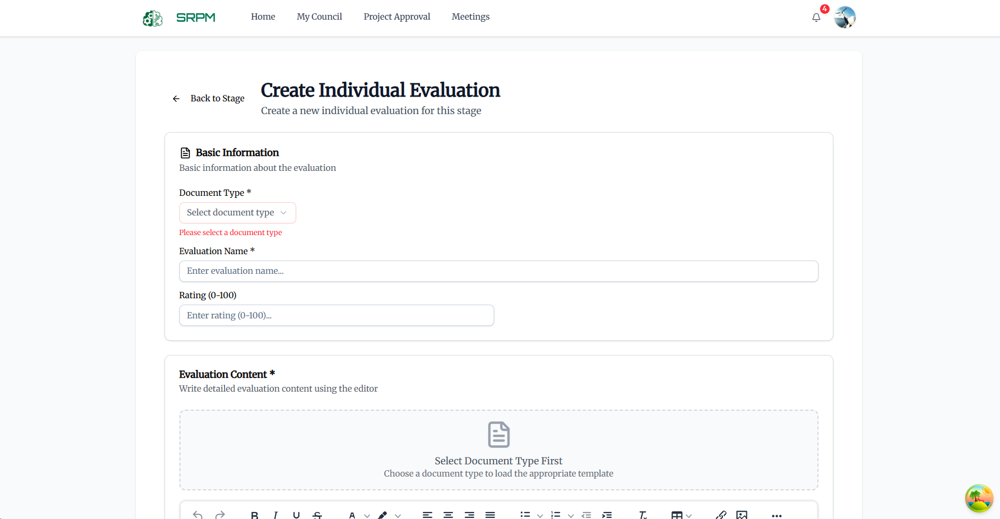 SRPM
Home
My Council
Project Approval
Meetings
4
Back to Stage
Create Individual Evaluation
Create a new individual evaluation for this stage
Basic Information
Basic information about the evaluation
Document Type *
Select document type
Please select a document type
Evaluation Name *
Enter evaluation name...
Rating (0-100)
Enter rating (0-100)...
Evaluation Content *
Write detailed evaluation content using the editor
Select Document Type First
Choose a document type to load the appropriate template